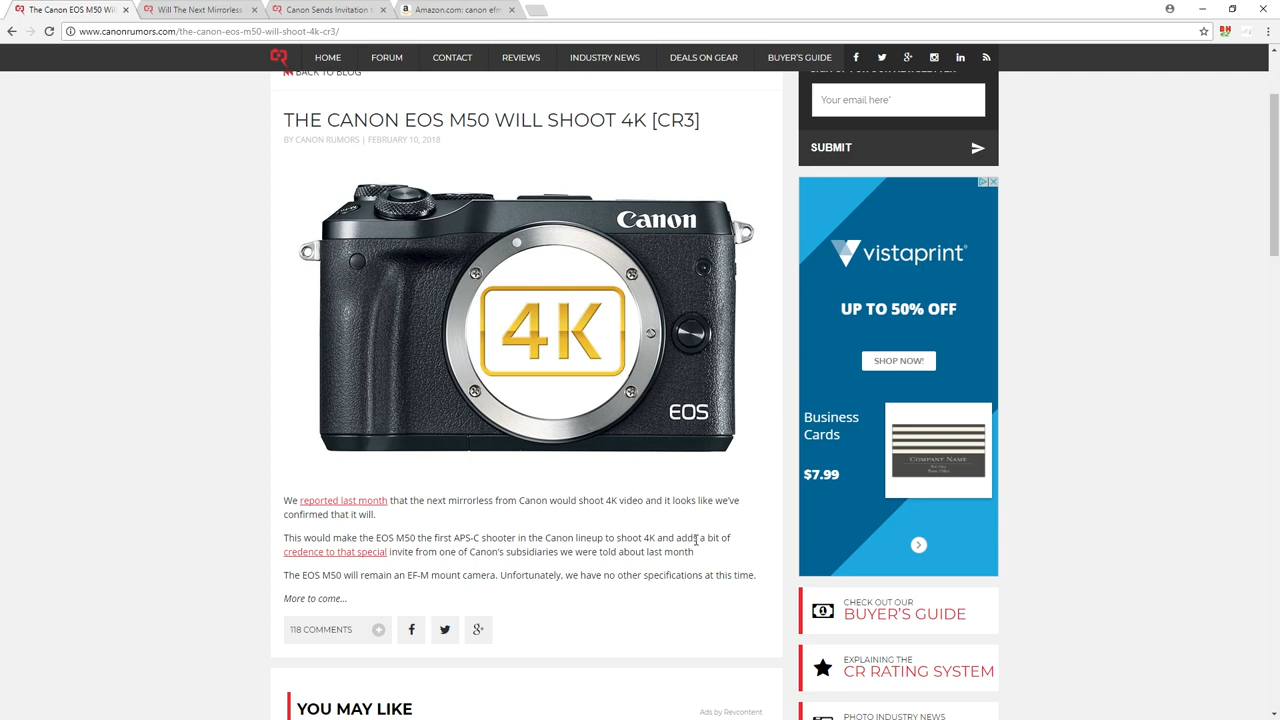 The Canon EOS M50 Wil
Will The Next Mirrorless
Canon Sends Invitation
Amazon.com: canon efm
www.canonrumors.com/the-canon-eos-m50-will-shoot-4k-cr3/
HOME FORUM CONTACT REVIEWS INDUSTRY NEWS DEALS ON GEAR BUYER'S GUIDE
BACK TO BLOG
THE CANON EOS M50 WILL SHOOT 4K [CR3]
BY CANON RUMORS | FEBRUARY 10, 2018
Canon
4K
EOS
We reported last month that the next mirrorless from Canon would shoot 4K video and it looks like we've
confirmed that it will.
This would make the EOS M50 the first APS-C shooter in the Canon lineup to shoot 4K and adds a bit of
credence to that special invite from one of Canon's subsidiaries we were told about last month
The EOS M50 will remain an EF-M mount camera. Unfortunately, we have no other specifications at this time.
More to come...
118 COMMENTS
YOU MAY LIKE
Ads by Revcontent
Your email here*
SUBMIT
vistaprint
UP TO 50% OFF
SHOP NOW!
Business
Cards
$7.99
COMPANY NAME
CHECK OUT OUR
BUYER'S GUIDE
EXPLAINING THE
CR RATING SYSTEM
PHOTO INDUSTRY NEWS